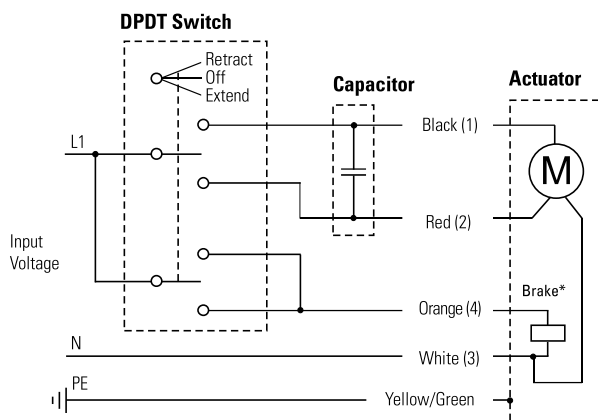 DPDT Switch
Retract
Off
Extend
Capacitor
Actuator
Black (1)
L1
M
Red (2)
Input
Voltage
Brake*
Orange (4)
N
White (3)
PE
Yellow/Green